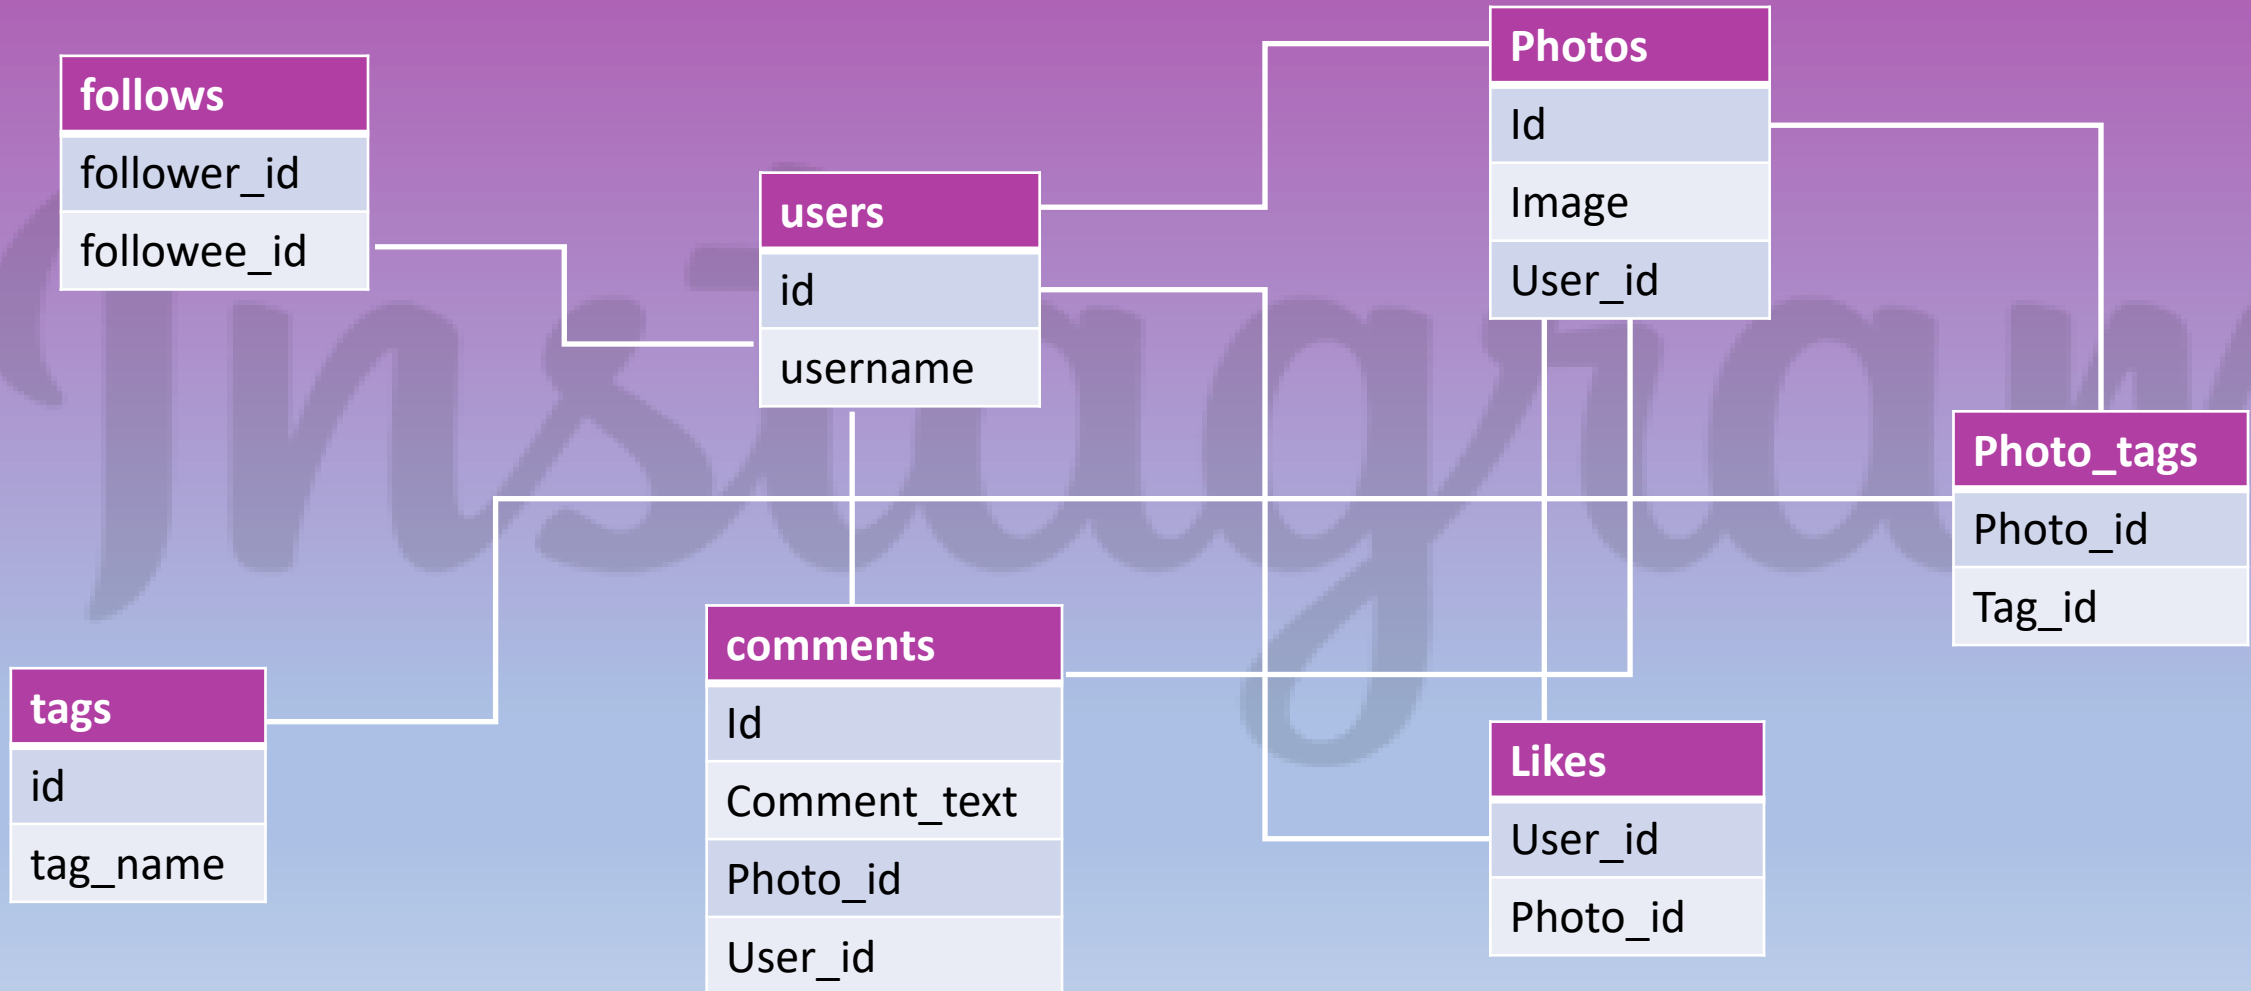 Instagram
follows
follower_id
followee_id
users
id
username
Photos
Id
Image
User_id
Photo_tags
Photo_id
Tag_id
tags
id
tag_name
comments
Id
Comment_text
Photo_id
User_id
Likes
User_id
Photo_id